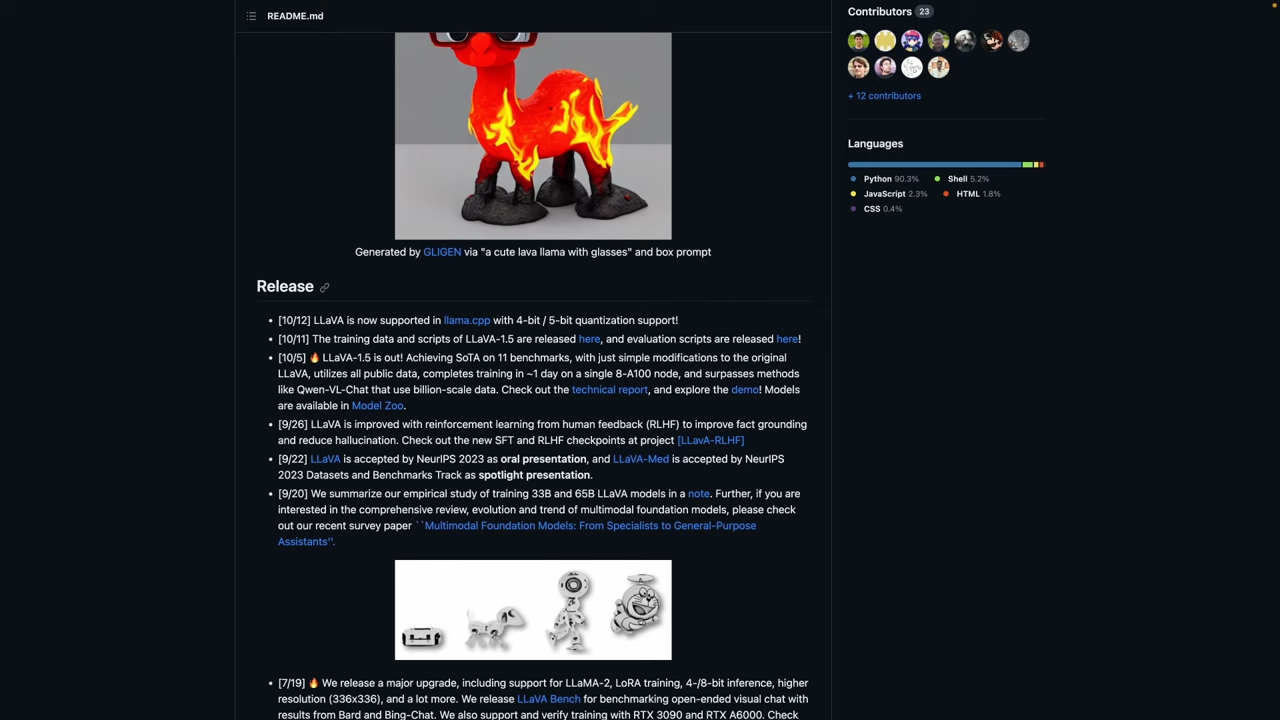 README.md
Generated by GLIGEN via "a cute lava llama with glasses" and box prompt
Release
[10/12] LLaVA is now supported in llama.cpp with 4-bit / 5-bit quantization support!
[10/11] The training data and scripts of LLaVA-1.5 are released here, and evaluation scripts are released here!
[10/5] 🔥 LLaVA-1.5 is out! Achieving SoTA on 11 benchmarks, with just simple modifications to the original
LLaVA, utilizes all public data, completes training in ~1 day on a single 8-A100 node, and surpasses methods
like Qwen-VL-Chat that use billion-scale data. Check out the technical report, and explore the demo! Models
are available in Model Zoo.
[9/26] LLaVA is improved with reinforcement learning from human feedback (RLHF) to improve fact grounding
and reduce hallucination. Check out the new SFT and RLHF checkpoints at project [LLavA-RLHF]
[9/22] LLaVA is accepted by NeurIPS 2023 as oral presentation, and LLaVA-Med is accepted by NeurIPS
2023 Datasets and Benchmarks Track as spotlight presentation.
[9/20] We summarize our empirical study of training 33B and 65B LLaVA models in a note. Further, if you are
interested in the comprehensive review, evolution and trend of multimodal foundation models, please check
out our recent survey paper ``Multimodal Foundation Models: From Specialists to General-Purpose
Assistants''.
[7/19] 🔥 We release a major upgrade, including support for LLaMA-2, LoRA training, 4-/8-bit inference, higher
resolution (336x336), and a lot more. We release LLaVA Bench for benchmarking open-ended visual chat with
results from Bard and Bing-Chat. We also support and verify training with RTX 3090 and RTX A6000. Check
Contributors 23
+ 12 contributors
Languages
Python 90.3% Shell 5.2%
JavaScript 2.3% HTML 1.8%
CSS 0.4%